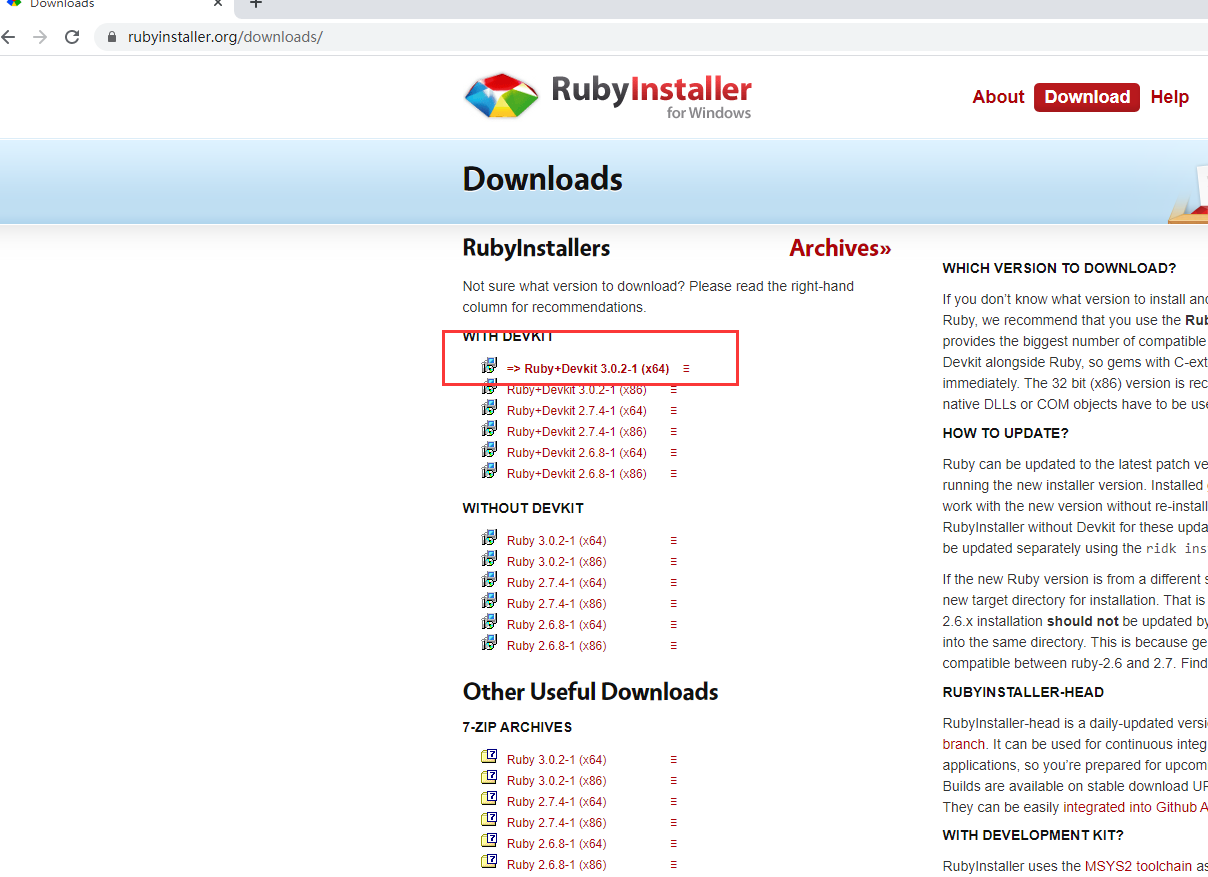 Downloads
rubyinstaller.org/downloads/
RubyInstaller
for Windows
About Download Help
Downloads
RubyInstallers Archives»
Not sure what version to download? Please read the right-hand
column for recommendations.
WITH DEVKIT
=> Ruby+Devkit 3.0.2-1 (x64)
Ruby+Devkit 3.0.2-1 (x86)
Ruby+Devkit 2.7.4-1 (x64)
Ruby+Devkit 2.7.4-1 (x86)
Ruby+Devkit 2.6.8-1 (x64)
Ruby+Devkit 2.6.8-1 (x86)
WITHOUT DEVKIT
Ruby 3.0.2-1 (x64)
Ruby 3.0.2-1 (x86)
Ruby 2.7.4-1 (x64)
Ruby 2.7.4-1 (x86)
Ruby 2.6.8-1 (x64)
Ruby 2.6.8-1 (x86)
Other Useful Downloads
7-ZIP ARCHIVES
Ruby 3.0.2-1 (x64)
Ruby 3.0.2-1 (x86)
Ruby 2.7.4-1 (x64)
Ruby 2.7.4-1 (x86)
Ruby 2.6.8-1 (x64)
Ruby 2.6.8-1 (x86)
WHICH VERSION TO DOWNLOAD?
If you don’t know what version to install and
Ruby, we recommend that you use the Rub
provides the biggest number of compatible
Devkit alongside Ruby, so gems with C-ext
immediately. The 32 bit (x86) version is rec
native DLLs or COM objects have to be use
HOW TO UPDATE?
Ruby can be updated to the latest patch ve
running the new installer version. Installed
work with the new version without re-install
RubyInstaller without Devkit for these upda
be updated separately using the ridk ins
If the new Ruby version is from a different s
new target directory for installation. That is
2.6.x installation should not be updated by
into the same directory. This is because ge
compatible between ruby-2.6 and 2.7. Find
RUBYINSTALLER-HEAD
RubyInstaller-head is a daily-updated versi
branch. It can be used for continuous integ
applications, so you’re prepared for upcom
Builds are available on stable download UR
They can be easily integrated into Github A
WITH DEVELOPMENT KIT?
RubyInstaller uses the MSYS2 toolchain as